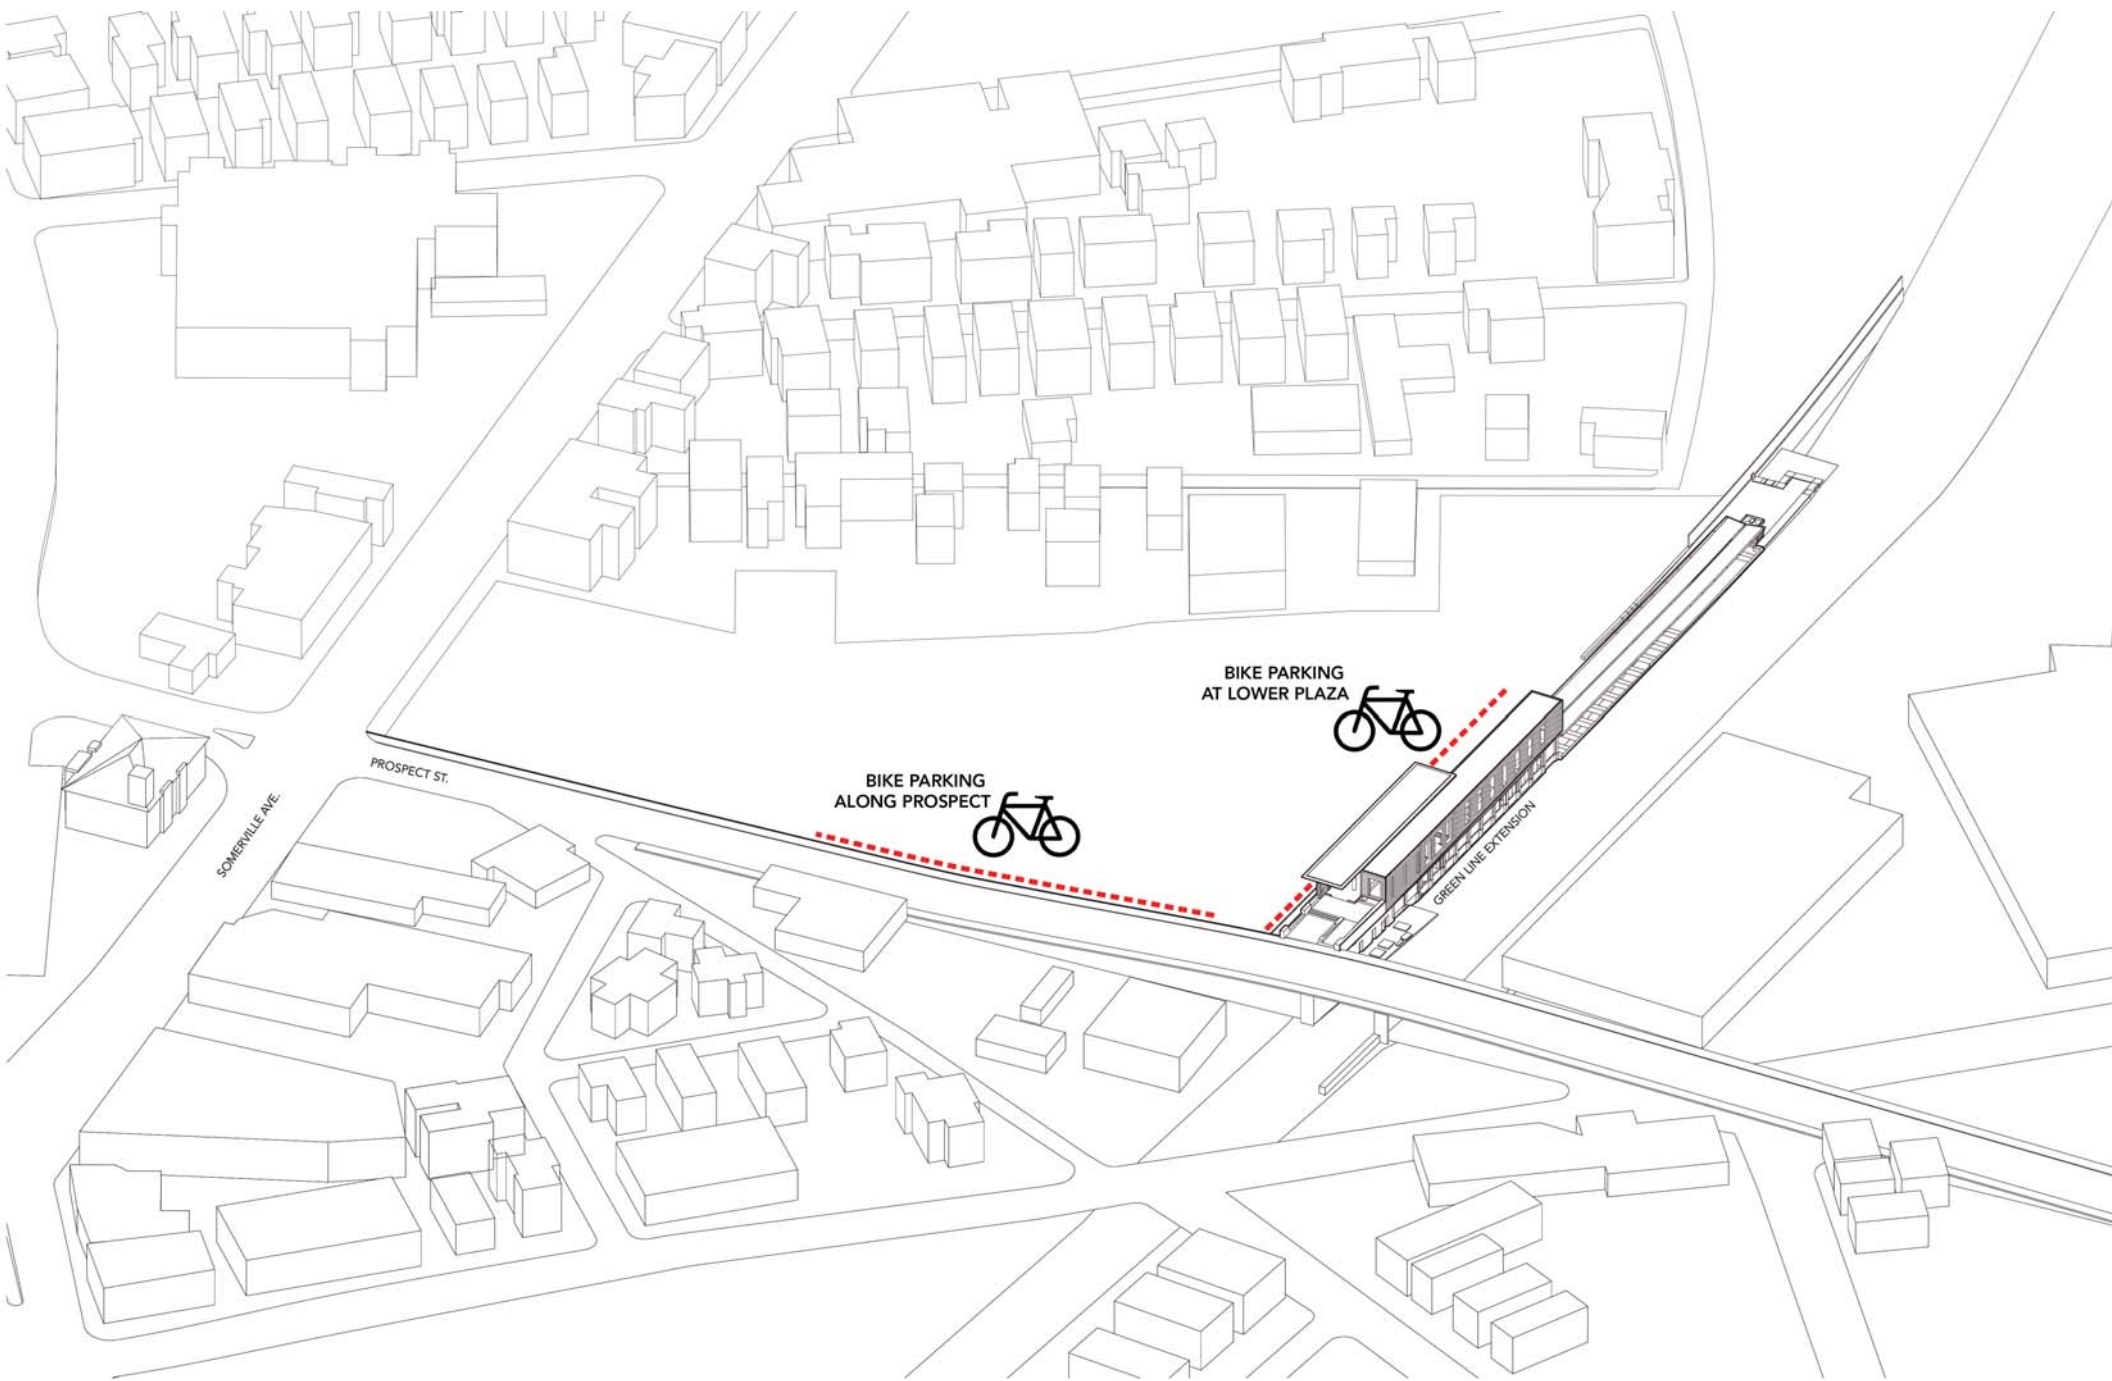 BIKE PARKING
AT LOWER PLAZA
PROSPECT ST.
BIKE PARKING
ALONG PROSPECT
SOMERVILLE AVE.
GREEN LINE EXTENSION